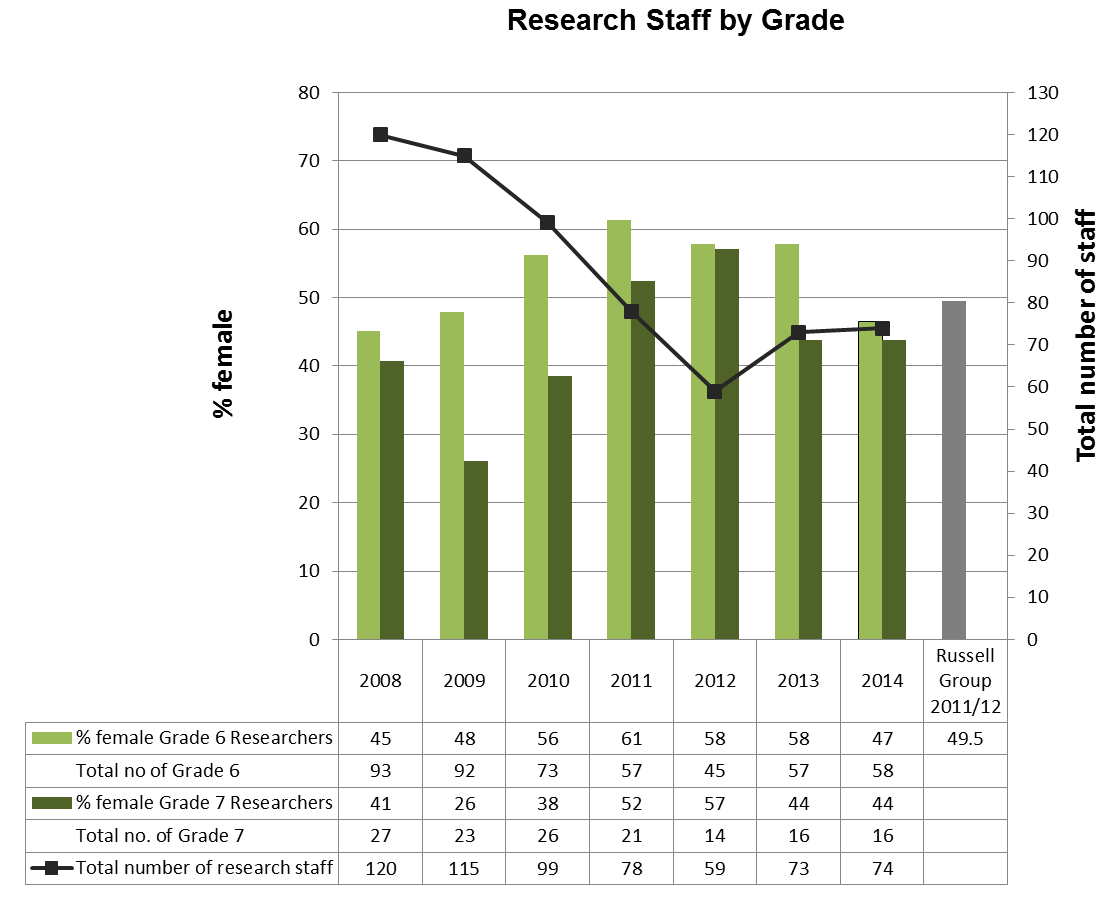 Research Staff by Grade
80
70
60
50
40
30
20
10
0
% female
130
120
110
100
90
80
70
60
50
40
30
20
10
0
Total number of staff
2008 2009 2010 2011 2012 2013 2014 Russell Group 2011/12
% female Grade 6 Researchers 45 48 56 61 58 58 47 49.5
Total no of Grade 6 93 92 73 57 45 57 58
% female Grade 7 Researchers 41 26 38 52 57 44 44
Total no. of Grade 7 27 23 26 21 14 16 16
Total number of research staff 120 115 99 78 59 73 74